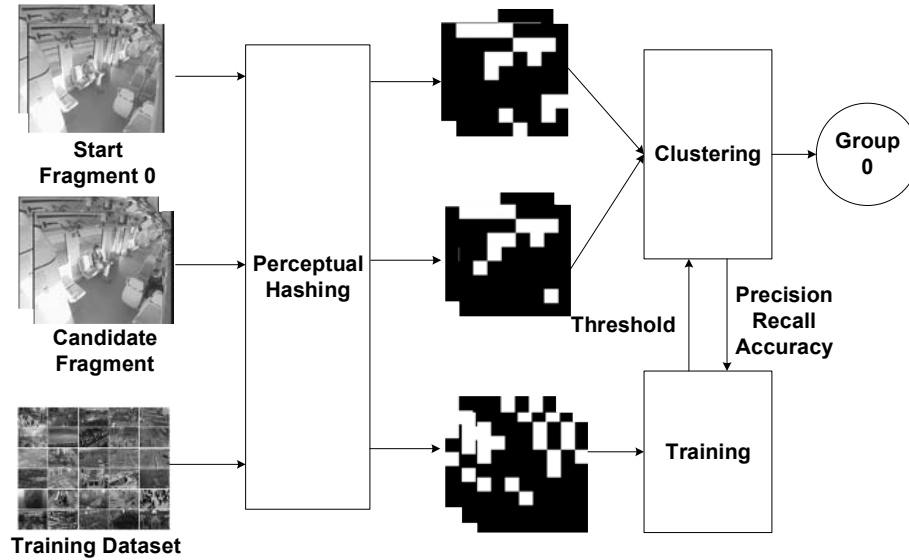 Start
Fragment 0
Candidate
Fragment
Training Dataset
Perceptual
Hashing
Clustering
Group
0
Threshold
Precision
Recall
Accuracy
Training